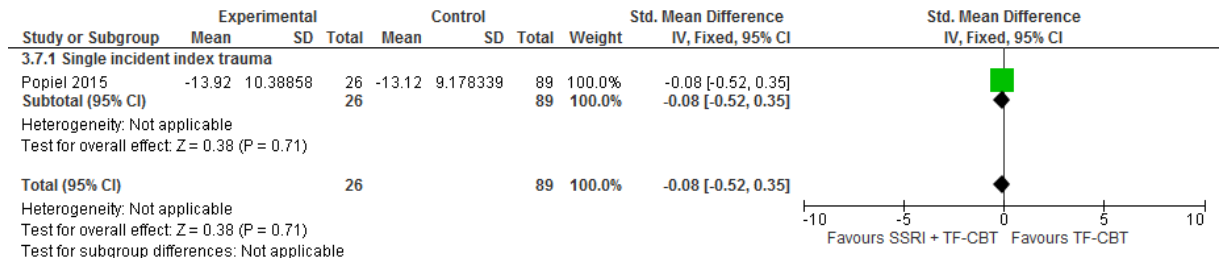 Experimental Control Std. Mean Difference Std. Mean Difference
Study or Subgroup Mean SD Total Mean SD Total Weight IV, Fixed, 95% CI IV, Fixed, 95% CI
3.7.1 Single incident index trauma
Popiel 2015 -13.92 10.38858 26 -13.12 9.178339 89 100.0% -0.08 [-0.52, 0.35]
Subtotal (95% CI) 26 89 100.0% -0.08 [-0.52, 0.35]
Heterogeneity: Not applicable
Test for overall effect: Z = 0.38 (P = 0.71)
Total (95% CI) 26 89 100.0% -0.08 [-0.52, 0.35]
Heterogeneity: Not applicable
Test for overall effect: Z = 0.38 (P = 0.71)
Test for subgroup differences: Not applicable
-10 -5 0 5 10
Favours SSRI + TF-CBT Favours TF-CBT